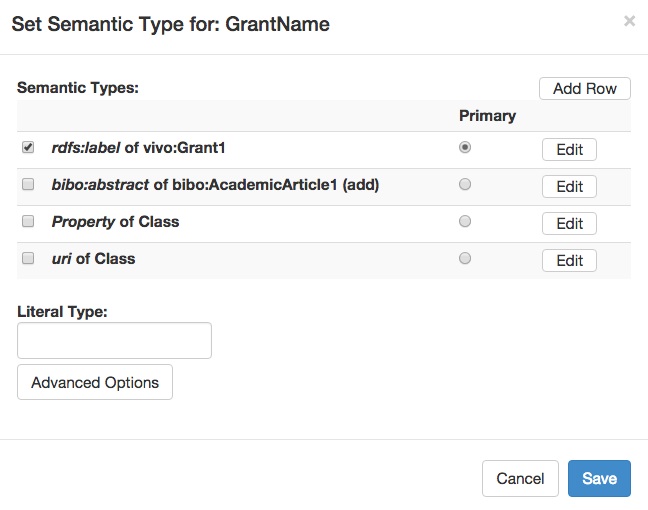 Set Semantic Type for: GrantName
×
Semantic Types:
Add Row
Primary
rdfs:label of vivo:Grant1
Edit
bibo:abstract of bibo:AcademicArticle1 (add)
Edit
Property of Class
Edit
uri of Class
Edit
Literal Type:
Advanced Options
Cancel
Save